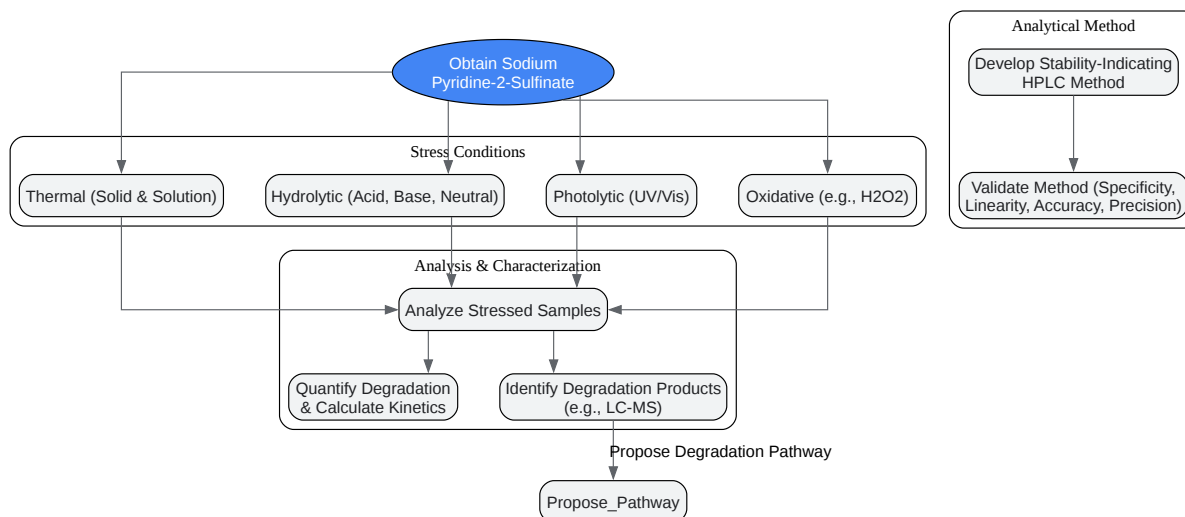 Obtain Sodium
Pyridine-2-Sulfinate
Analytical Method
Develop Stability-Indicating
HPLC Method
Validate Method (Specificity,
Linearity, Accuracy, Precision)
Stress Conditions
Thermal (Solid & Solution)
Hydrolytic (Acid, Base, Neutral)
Photolytic (UV/Vis)
Oxidative (e.g., H2O2)
Analysis & Characterization
Analyze Stressed Samples
Quantify Degradation
& Calculate Kinetics
Identify Degradation Products
(e.g., LC-MS)
Propose Degradation Pathway
Propose_Pathway